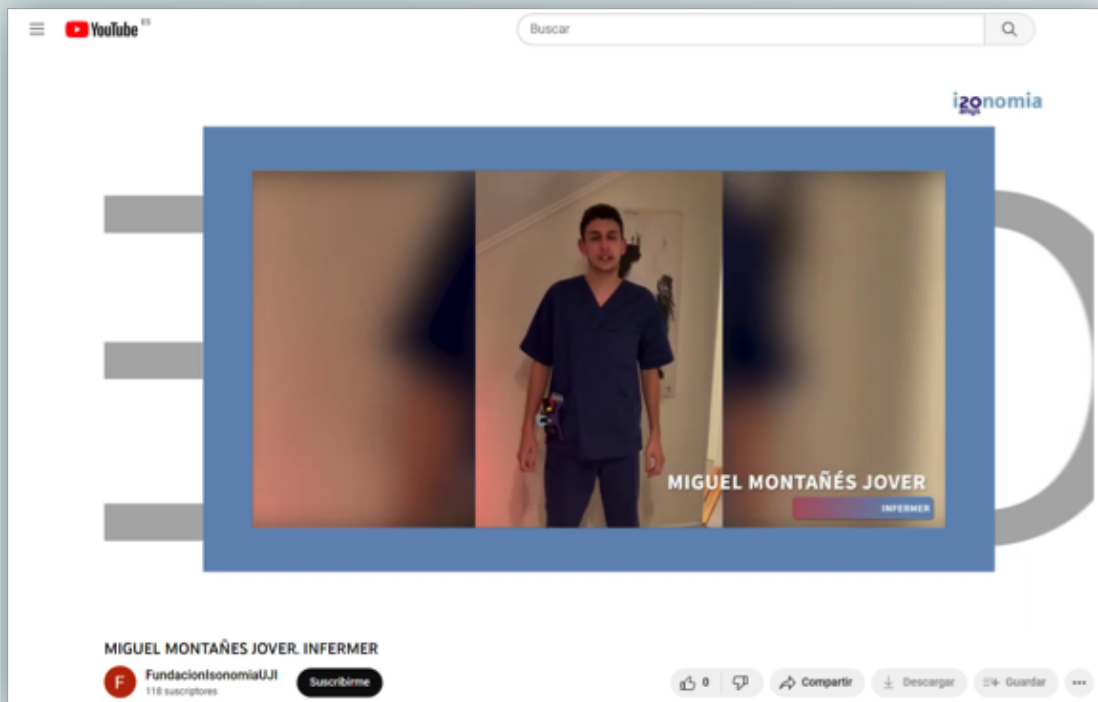 YouTube ES
Buscar
isonomia
MIGUEL MONTAÑÉS JOVER
INFERMER
MIGUEL MONTAÑES JOVER. INFERMER
F
FundacionIsonomiaUJI
118 suscriptores
Suscribirme
0
Compartir
Descargar
Guardar